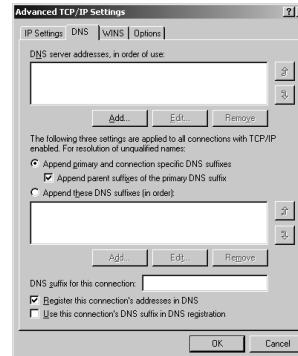 Advanced TCP/IP Settings
IP Settings DNS WINS Options
DNS server addresses, in order of use:
Add... Edit... Remove
The following three settings are applied to all connections with TCP/IP
enabled. For resolution of unqualified names:
Append primary and connection specific DNS suffixes
Append parent suffixes of the primary DNS suffix
Append these DNS suffixes (in order):
Add... Edit... Remove
DNS suffix for this connection:
Register this connection's addresses in DNS
Use this connection's DNS suffix in DNS registration
OK Cancel